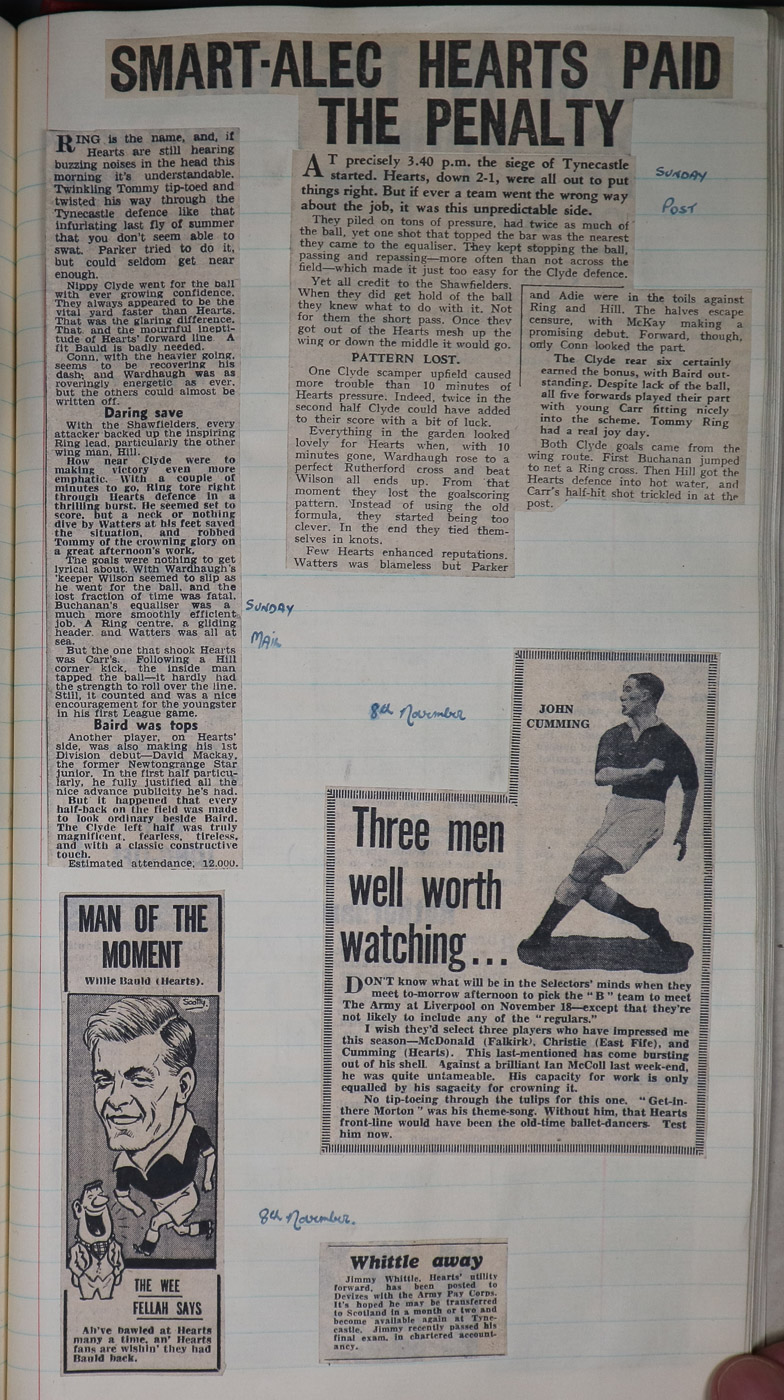 SMART-ALEC HEARTS PAID
THE PENALTY
RING is the name, and, if
Hearts are still hearing
buzzing noises in the head this
morning it's understandable.
Twinkling Tommy tip-toed and
twisted his way through the
Tynecastle defence like that
infuriating last fly of summer
that you don't seem able to
swat. Parker tried to do it,
but could seldom get near
enough.
Nippy Clyde went for the ball
with ever growing confidence.
They always appeared to be the
vital yard faster than Hearts.
That was the glaring difference.
That, and the mournful inepti-
tude of Hearts' forward line A
fit Bauld is badly needed.
Conn, with the heavier going,
seems to be recovering his
dash, and Wardhaugh was as
roveringly energetic as ever,
but the others could almost be
written off.
Daring save
With the Shawfielders, every
attacker backed up the inspiring
Ring lead, particularly the other
wing man, Hill.
How near Clyde were to
making victory even more
emphatic. With a couple of
minutes to go, Ring tore right
through Hearts defence in a
thrilling burst. He seemed set to
score, but a neck or nothing
dive by Watters at his feet saved
the situation, and robbed
Tommy of the crowning glory on
a great afternoon's work.
The goals were nothing to get
lyrical about. With Wardhaugh's
'keeper Wilson seemed to slip as
he went for the ball, and the
lost fraction of time was fatal.
Buchanan's equaliser was a
much more smoothly efficient
job. A Ring centre, a gliding
header, and Watters was all at
sea.
But the one that shook Hearts
was Carr's. Following a Hill
corner kick, the inside man
tapped the ball—it hardly had
the strength to roll over the line.
Still, it counted and was a nice
encouragement for the youngster
in his first League game.
Baird was tops
Another player, on Hearts'
side, was also making his 1st
Division debut—David Mackay,
the former Newtongrange Star
junior. In the first half particu-
larly, he fully justified all the
nice advance publicity he's had.
But it happened that every
half-back on the field was made
to look ordinary beside Baird.
The Clyde left half was truly
magnificent, fearless, tireless,
and with a classic constructive
touch.
Estimated attendance, 12,000.
SUNDAY
MAIL
AT precisely 3.40 p.m. the siege of Tynecastle
started. Hearts, down 2-1, were all out to put
things right. But if ever a team went the wrong way
about the job, it was this unpredictable side.
They piled on tons of pressure, had twice as much of
the ball, yet one shot that topped the bar was the nearest
they came to the equaliser. They kept stopping the ball,
passing and repassing—more often than not across the
field—which made it just too easy for the Clyde defence.
Yet all credit to the Shawfielders.
When they did get hold of the ball
they knew what to do with it. Not
for them the short pass. Once they
got out of the Hearts mesh up the
wing or down the middle it would go.
PATTERN LOST.
One Clyde scamper upfield caused
more trouble than 10 minutes of
Hearts pressure. Indeed, twice in the
second half Clyde could have added
to their score with a bit of luck.
Everything in the garden looked
lovely for Hearts when, with 10
minutes gone, Wardhaugh rose to a
perfect Rutherford cross and beat
Wilson all ends up. From that
moment they lost the goalscoring
pattern. Instead of using the old
formula, they started being too
clever. In the end they tied them-
selves in knots.
Few Hearts enhanced reputations.
Watters was blameless but Parker
and Adie were in the toils against
Ring and Hill. The halves escape
censure, with McKay making a
promising debut. Forward, though,
only Conn looked the part.
The Clyde rear six certainly
earned the bonus, with Baird out-
standing. Despite lack of the ball,
all five forwards played their part
with young Carr fitting nicely
into the scheme. Tommy Ring
had a real joy day.
Both Clyde goals came from the
wing route. First Buchanan jumped
to net a Ring cross. Then Hill got the
Hearts defence into hot water, and
Carr's half-hit shot trickled in at the
post.
SUNDAY
POST
8th November
JOHN
CUMMING
Three men
well worth
watching...
DON'T know what will be in the Selectors' minds when they
meet to-morrow afternoon to pick the "B" team to meet
The Army at Liverpool on November 18—except that they're
not likely to include any of the "regulars."
I wish they'd select three players who have impressed me
this season—McDonald (Falkirk), Christie (East Fife), and
Cumming (Hearts). This last-mentioned has come bursting
out of his shell. Against a brilliant Ian McColl last week-end,
he was quite untameable. His capacity for work is only
equalled by his sagacity for crowning it.
No tip-toeing through the tulips for this one. "Get-in-
there Morton" was his theme-song. Without him, that Hearts
front-line would have been the old-time ballet-dancers. Test
him now.
MAN OF THE
MOMENT
Willie Bauld (Hearts).
Scotty.
THE WEE
FELLAH SAYS
Ah've bawled at Hearts
many a time, an' Hearts
fans are wishin' they had
Bauld back.
8th November.
Whittle away
Jimmy Whittle, Hearts' utility
forward, has been posted to
Devizes with the Army Pay Corps.
It's hoped he may be transferred
to Scotland in a month or two and
become available again at Tyne-
castle. Jimmy recently passed his
final exam. in chartered account-
ancy.